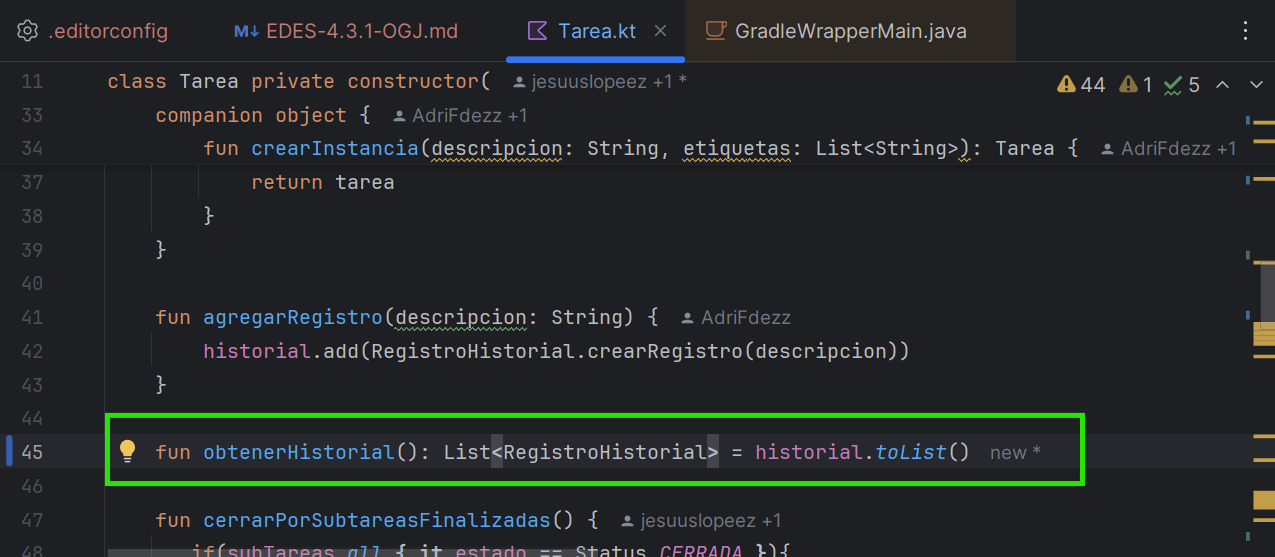 .editorconfig M↓ EDES-4.3.1-OGJ.md Tarea.kt × GradleWrapperMain.java
11 class Tarea private constructor( jesuuslopeez +1 * 44 1 5
33 companion object { AdriFdezz +1
34 fun crearInstancia(descripcion: String, etiquetas: List<String>): Tarea { AdriFdezz +1
37 return tarea
38 }
39 }
40
41 fun agregarRegistro(descripcion: String) { AdriFdezz
42 historial.add(RegistroHistorial.crearRegistro(descripcion))
43 }
44
45 fun obtenerHistorial(): List<RegistroHistorial> = historial.toList() new *
46
47 fun cerrarPorSubtareasFinalizadas() { jesuuslopeez +1
48 if(subTareas.all { it.estado == Status.CERRADA }){